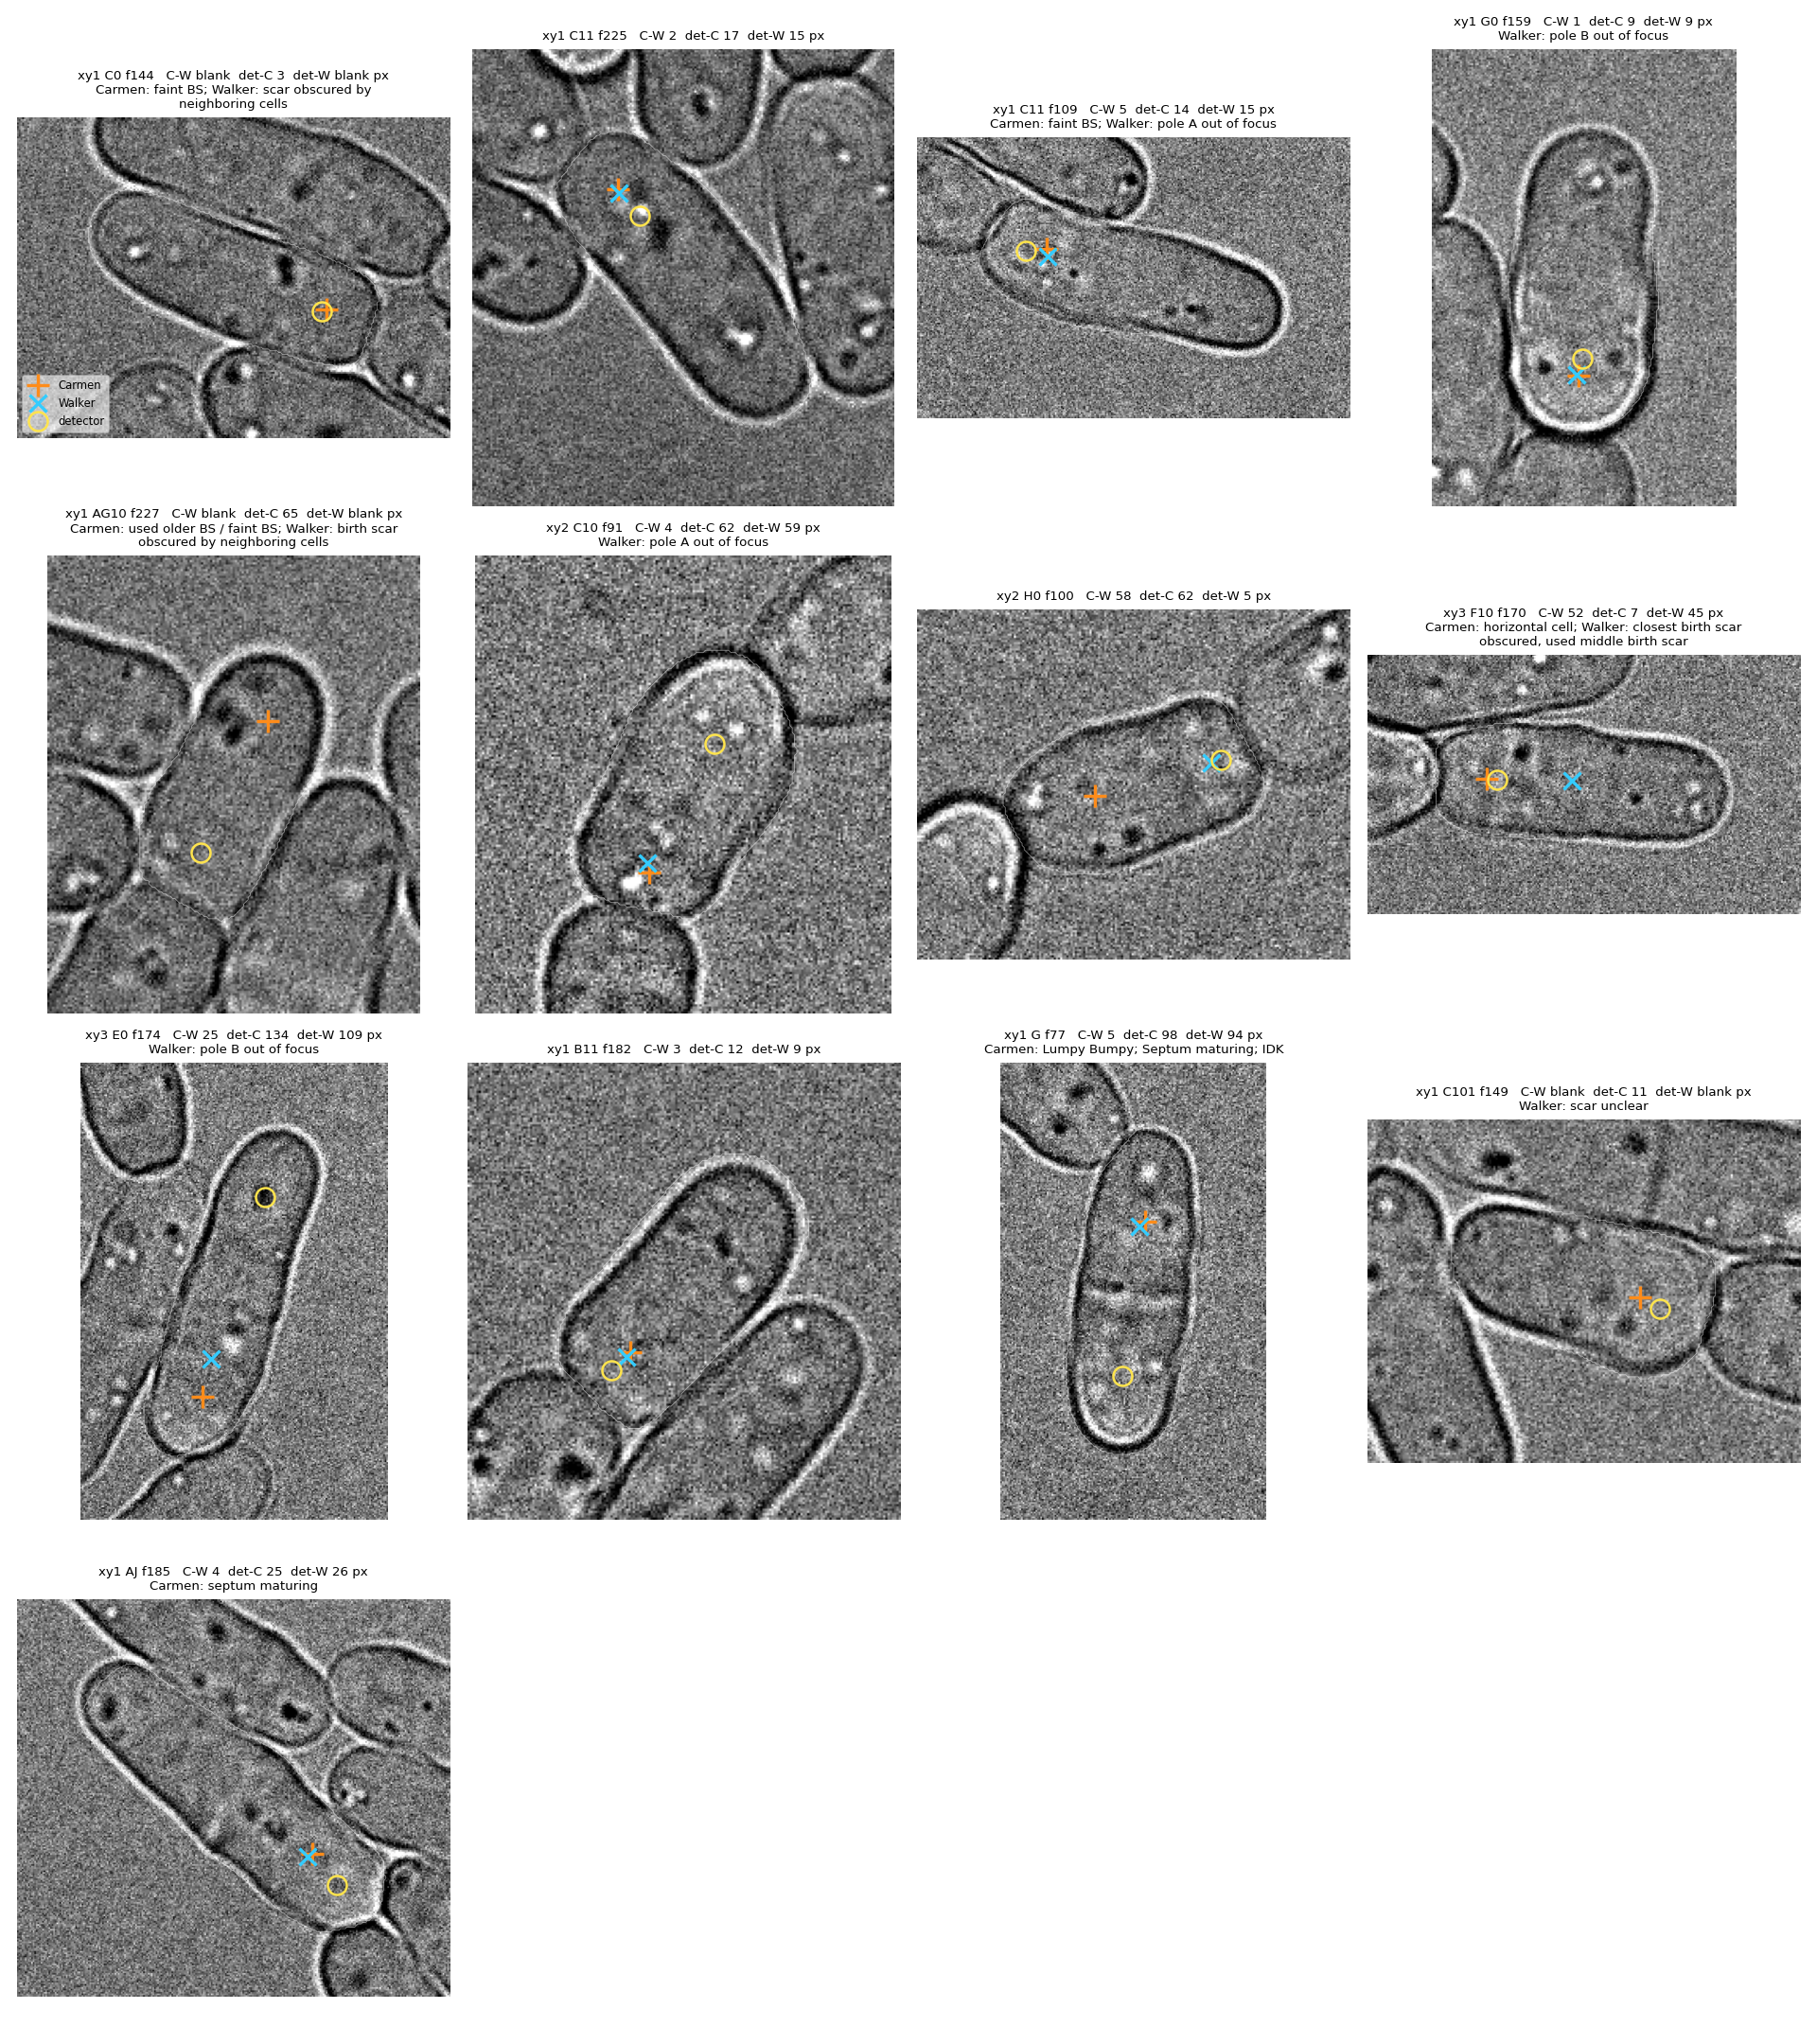 xy1 C0 f144   C-W blank  det-C 3  det-W blank px
Carmen: faint BS; Walker: scar obscured by
neighboring cells
Carmen
Walker
detector
xy1 C11 f225   C-W 2  det-C 17  det-W 15 px
xy1 C11 f109   C-W 5  det-C 14  det-W 15 px
Carmen: faint BS; Walker: pole A out of focus
xy1 G0 f159   C-W 1  det-C 9  det-W 9 px
Walker: pole B out of focus
xy1 AG10 f227   C-W blank  det-C 65  det-W blank px
Carmen: used older BS / faint BS; Walker: birth scar
obscured by neighboring cells
xy2 C10 f91   C-W 4  det-C 62  det-W 59 px
Walker: pole A out of focus
xy2 H0 f100   C-W 58  det-C 62  det-W 5 px
xy3 F10 f170   C-W 52  det-C 7  det-W 45 px
Carmen: horizontal cell; Walker: closest birth scar
obscured, used middle birth scar
xy3 E0 f174   C-W 25  det-C 134  det-W 109 px
Walker: pole B out of focus
xy1 B11 f182   C-W 3  det-C 12  det-W 9 px
xy1 G f77   C-W 5  det-C 98  det-W 94 px
Carmen: Lumpy Bumpy; Septum maturing; IDK
xy1 C101 f149   C-W blank  det-C 11  det-W blank px
Walker: scar unclear
xy1 AJ f185   C-W 4  det-C 25  det-W 26 px
Carmen: septum maturing